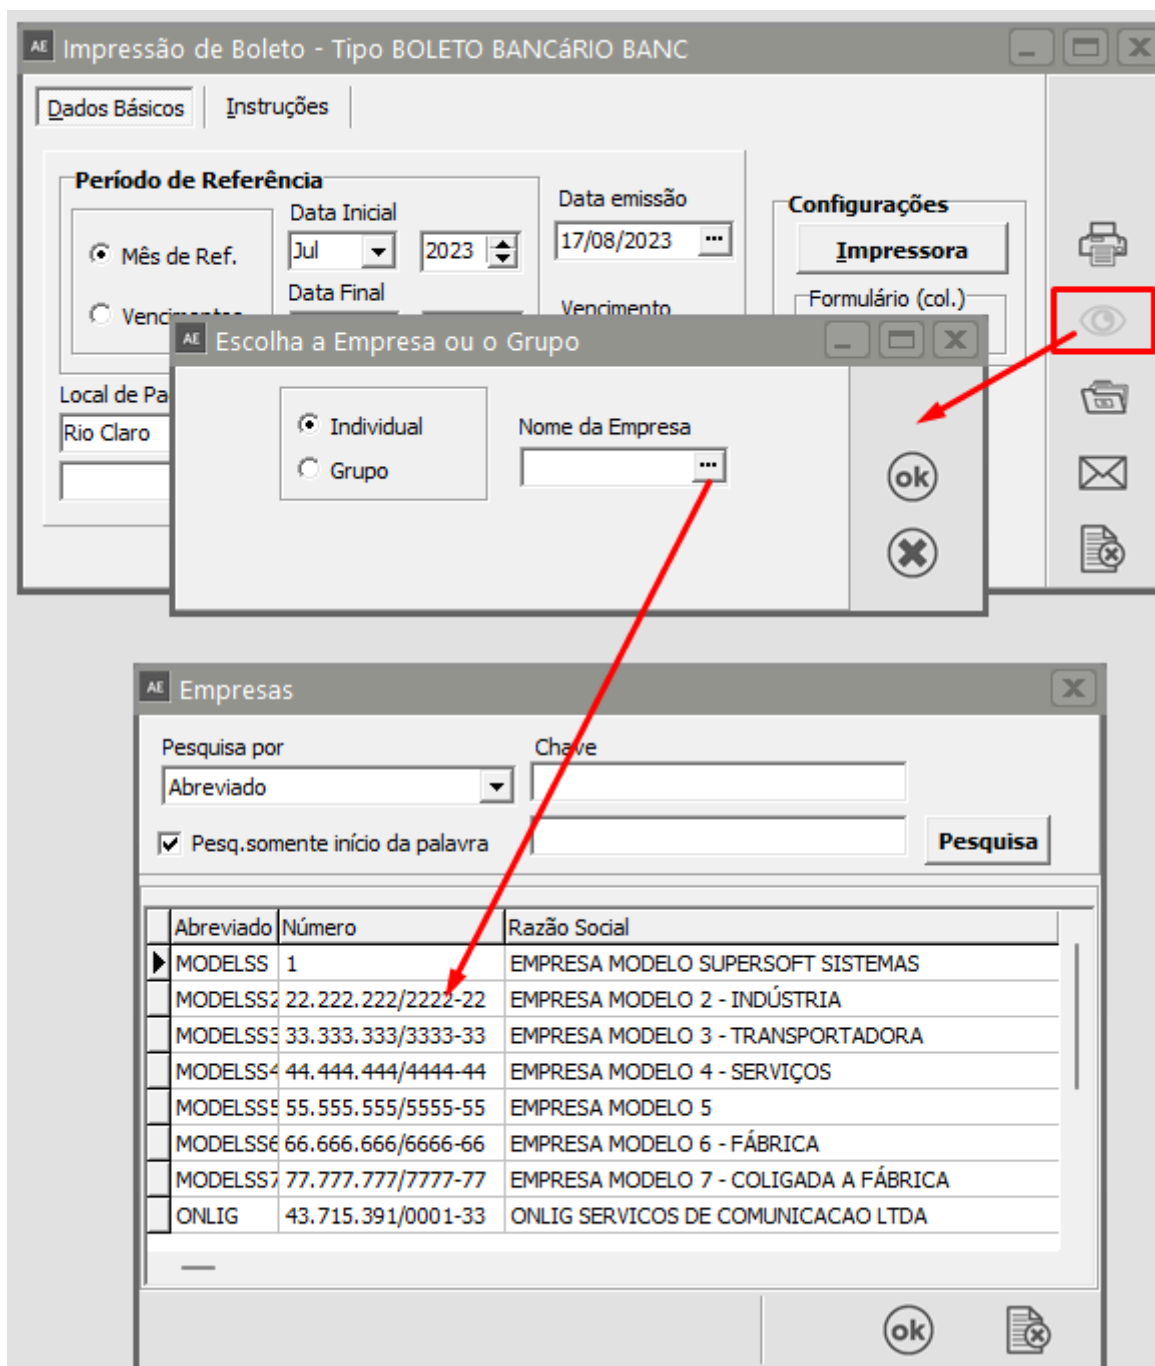 AE Impressão de Boleto - Tipo BOLETO BANCáRIO BANC
Dados Básicos Instruções
Período de Referência
Data emissão
Configurações
Data Inicial
Mês de Ref.
Jul 2023
17/08/2023 ...
Impressora
Data Final
Vencimento
Formulário (col.)
AE Escolha a Empresa ou o Grupo
Local de
Rio Claro
Individual
Grupo
Nome da Empresa
...
ok
AE Empresas
Pesquisa por
Chave
Abreviado
Pesq.somente início da palavra
Pesquisa
Abreviado Número Razão Social
MODELSS 1 EMPRESA MODELO SUPERSOFT SISTEMAS
MODELSS2 22.222.222/2222-22 EMPRESA MODELO 2 - INDÚSTRIA
MODELSS3 33.333.333/3333-33 EMPRESA MODELO 3 - TRANSPORTADORA
MODELSS4 44.444.444/4444-44 EMPRESA MODELO 4 - SERVIÇOS
MODELSS5 55.555.555/5555-55 EMPRESA MODELO 5
MODELSS6 66.666.666/6666-66 EMPRESA MODELO 6 - FÁBRICA
MODELSS7 77.777.777/7777-77 EMPRESA MODELO 7 - COLIGADA A FÁBRICA
ONLIG 43.715.391/0001-33 ONLIG SERVICOS DE COMUNICACAO LTDA
ok